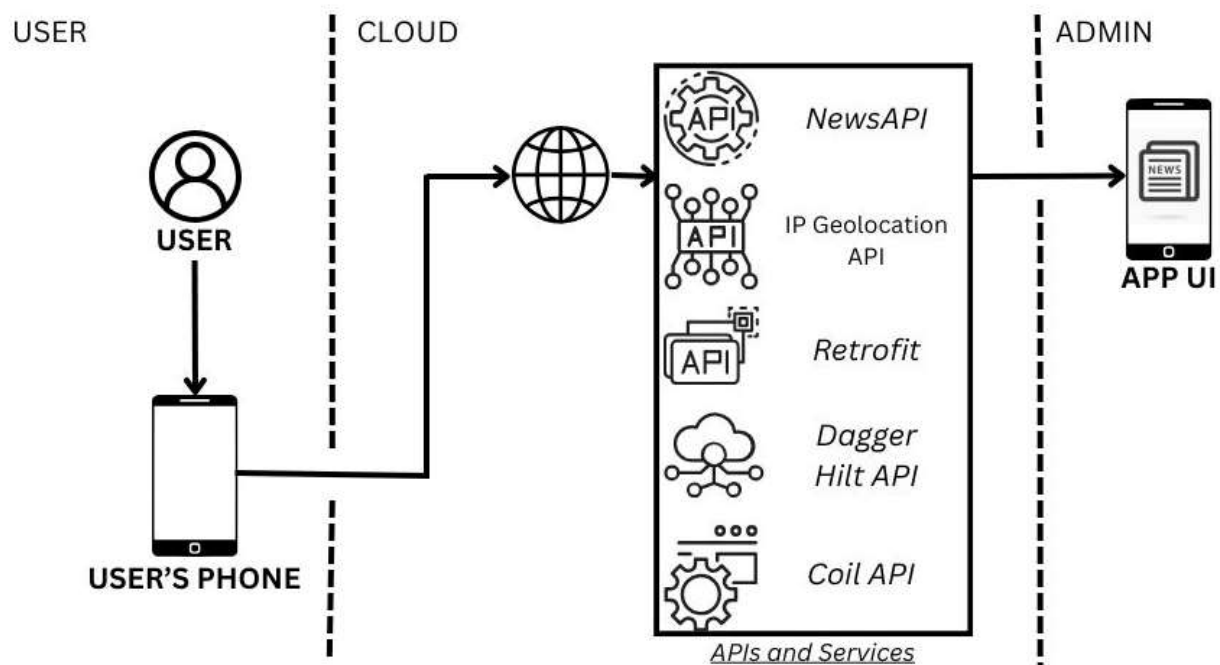 USER
CLOUD
ADMIN
API
NewsAPI
NEWS
USER
API
IP Geolocation
API
APP UI
API
Retrofit
Dagger
Hilt API
USER'S PHONE
Coil API
APIs and Services